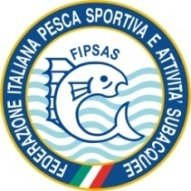 FEDERAZIONE ITALIANA PESCA SPORTIVA E ATTIVITA' SUBACQUEE
FIPSAS